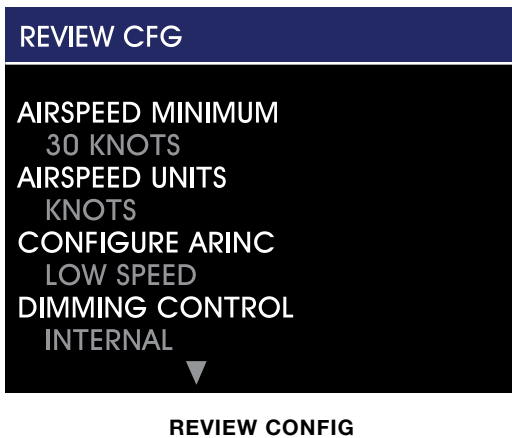 REVIEW CFG
AIRSPEED MINIMUM
30 KNOTS
AIRSPEED UNITS
KNOTS
CONFIGURE ARINC
LOW SPEED
DIMMING CONTROL
INTERNAL
REVIEW CONFIG